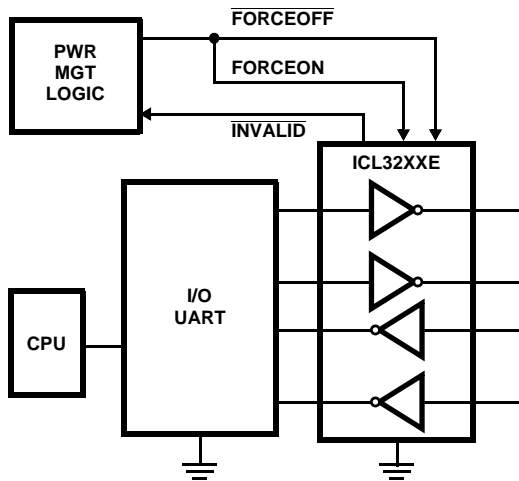 FORCEOFF
PWR
MGT
LOGIC
FORCEON
INVALID
ICL32XXE
I/O
UART
CPU